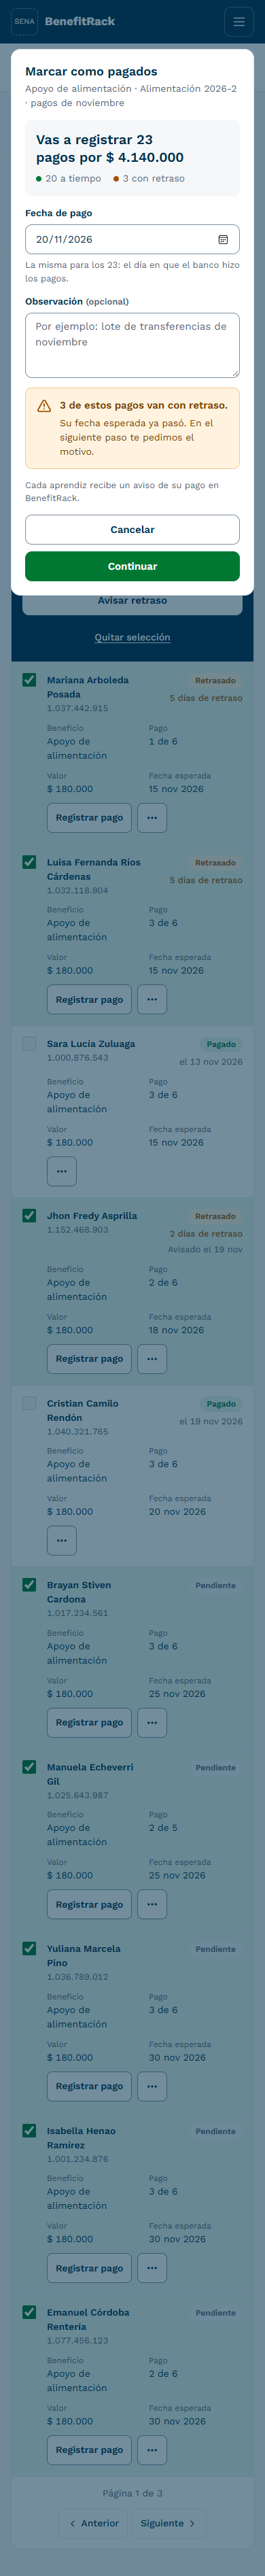 SENA BenefitRack
Marcar como pagados
Apoyo de alimentación · Alimentación 2026-2
· pagos de noviembre
Vas a registrar 23
pagos por $ 4.140.000
20 a tiempo 3 con retraso
Fecha de pago
20/11/2026
La misma para los 23: el día en que el banco hizo
los pagos.
Observación (opcional)
Por ejemplo: lote de transferencias de
noviembre
3 de estos pagos van con retraso.
Su fecha esperada ya pasó. En el
siguiente paso te pedimos el
motivo.
Cada aprendiz recibe un aviso de su pago en
BenefitRack.
Cancelar
Continuar
Avisar retraso
Quitar selección
Mariana Arboleda Retrasado
Posada 5 días de retraso
1.037.442.915
Beneficio Pago
Apoyo de 1 de 6
alimentación
Valor Fecha esperada
$ 180.000 15 nov 2026
Registrar pago ···
Luisa Fernanda Ríos Retrasado
Cárdenas 5 días de retraso
1.032.118.904
Beneficio Pago
Apoyo de 3 de 6
alimentación
Valor Fecha esperada
$ 180.000 15 nov 2026
Registrar pago ···
Sara Lucía Zuluaga Pagado
1.000.876.543 el 13 nov 2026
Beneficio Pago
Apoyo de 3 de 6
alimentación
Valor Fecha esperada
$ 180.000 15 nov 2026
···
Jhon Fredy Asprilla Retrasado
1.152.468.903 2 días de retraso
Avisado el 19 nov
Beneficio Pago
Apoyo de 2 de 6
alimentación
Valor Fecha esperada
$ 180.000 18 nov 2026
Registrar pago ···
Cristian Camilo Pagado
Rendón el 19 nov 2026
1.040.321.765
Beneficio Pago
Apoyo de 3 de 6
alimentación
Valor Fecha esperada
$ 180.000 20 nov 2026
···
Brayan Stiven Pendiente
Cardona
1.017.234.561
Beneficio Pago
Apoyo de 3 de 6
alimentación
Valor Fecha esperada
$ 180.000 25 nov 2026
Registrar pago ···
Manuela Echeverri Pendiente
Gil
1.025.643.987
Beneficio Pago
Apoyo de 2 de 5
alimentación
Valor Fecha esperada
$ 180.000 25 nov 2026
Registrar pago ···
Yuliana Marcela Pendiente
Pino
1.036.789.012
Beneficio Pago
Apoyo de 3 de 6
alimentación
Valor Fecha esperada
$ 180.000 30 nov 2026
Registrar pago ···
Isabella Henao Pendiente
Ramírez
1.001.234.876
Beneficio Pago
Apoyo de 3 de 6
alimentación
Valor Fecha esperada
$ 180.000 30 nov 2026
Registrar pago ···
Emanuel Córdoba Pendiente
Rentería
1.077.456.123
Beneficio Pago
Apoyo de 2 de 6
alimentación
Valor Fecha esperada
$ 180.000 30 nov 2026
Registrar pago ···
Página 1 de 3
Anterior Siguiente